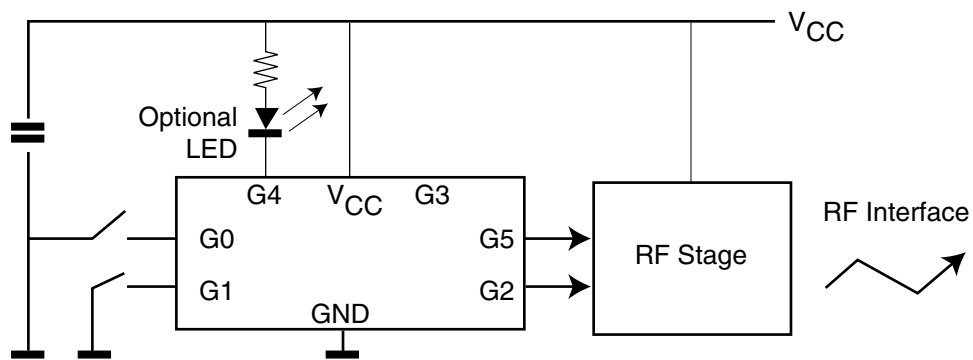 VCC
Optional
LED
G4
VCC
G3
RF Interface
G0
G5
RF Stage
G1
G2
GND